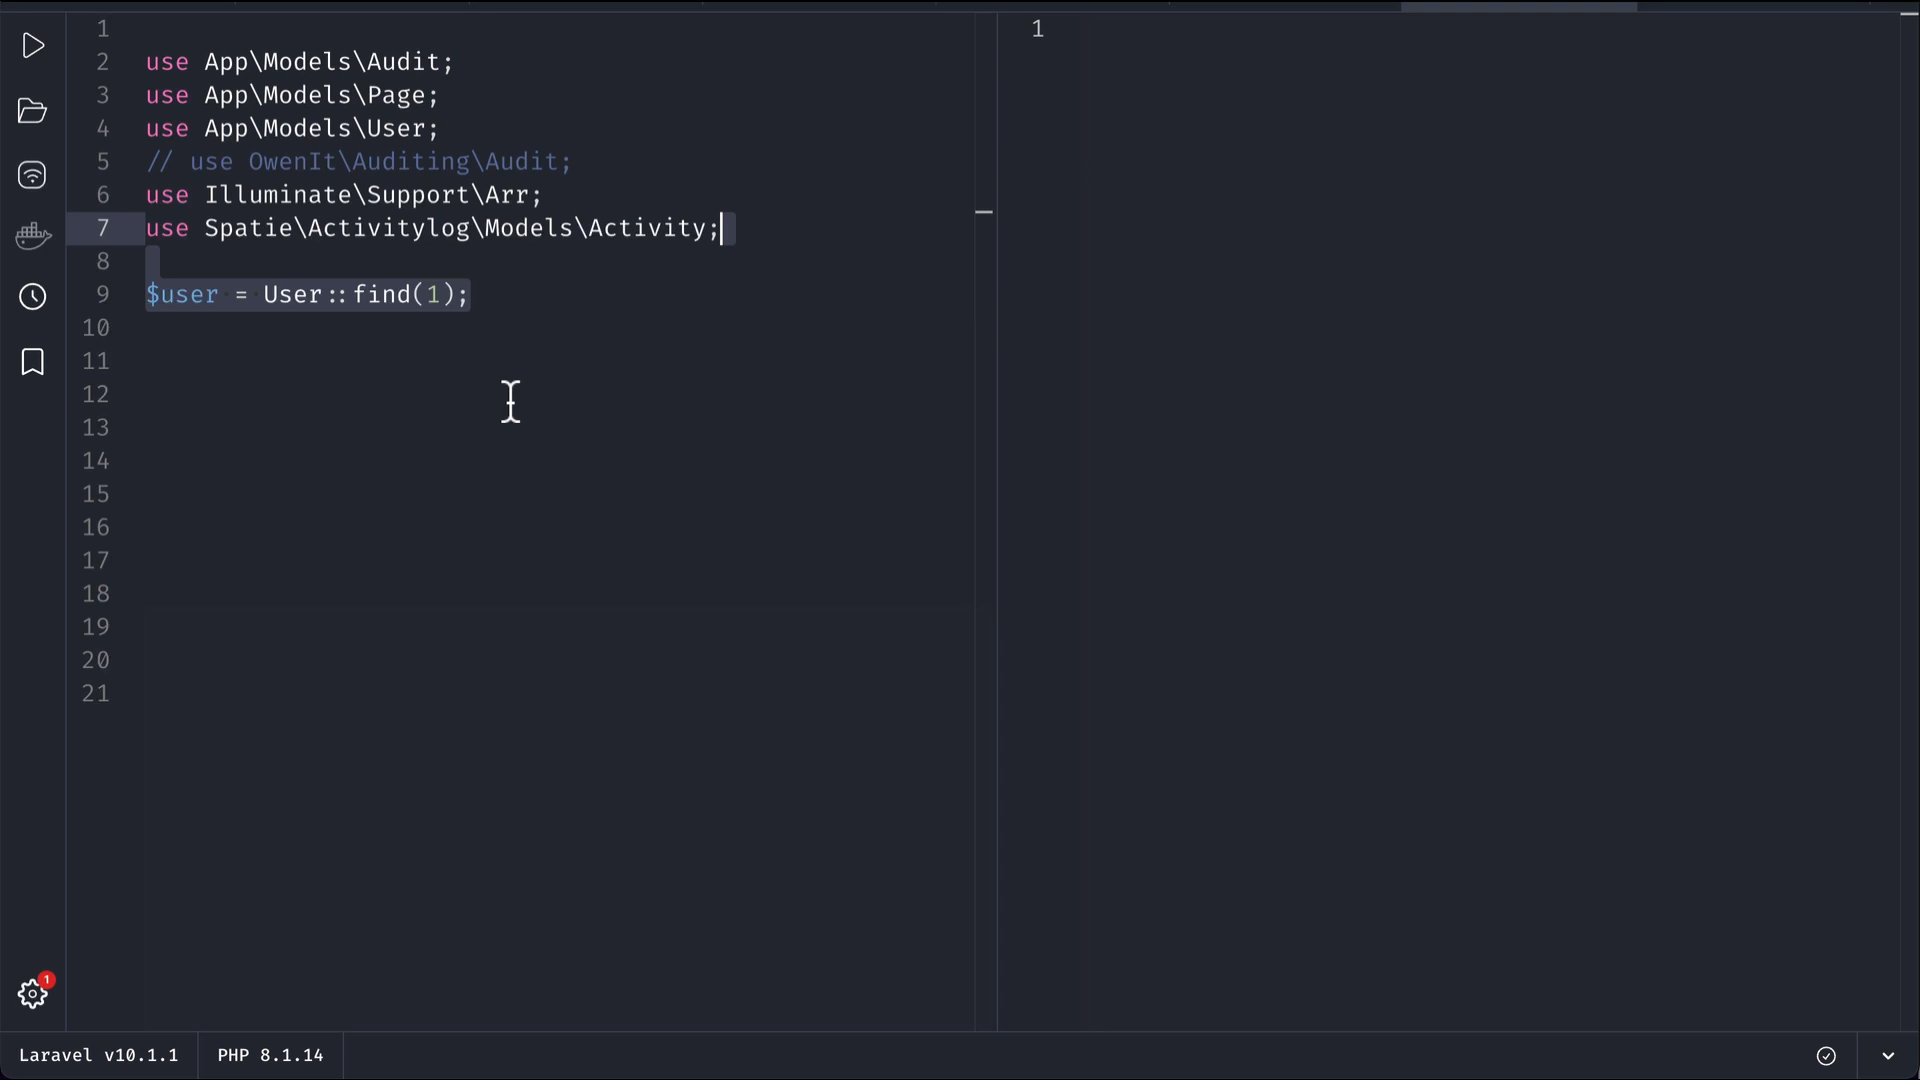 1
2 use App\Models\Audit;
3 use App\Models\Page;
4 use App\Models\User;
5 // use OwenIt\Auditing\Audit;
6 use Illuminate\Support\Arr;
7 use Spatie\Activitylog\Models\Activity;
8
9 $user = User::find(1);
10
11
12
13
14
15
16
17
18
19
20
21
1
1
Laravel v10.1.1 PHP 8.1.14